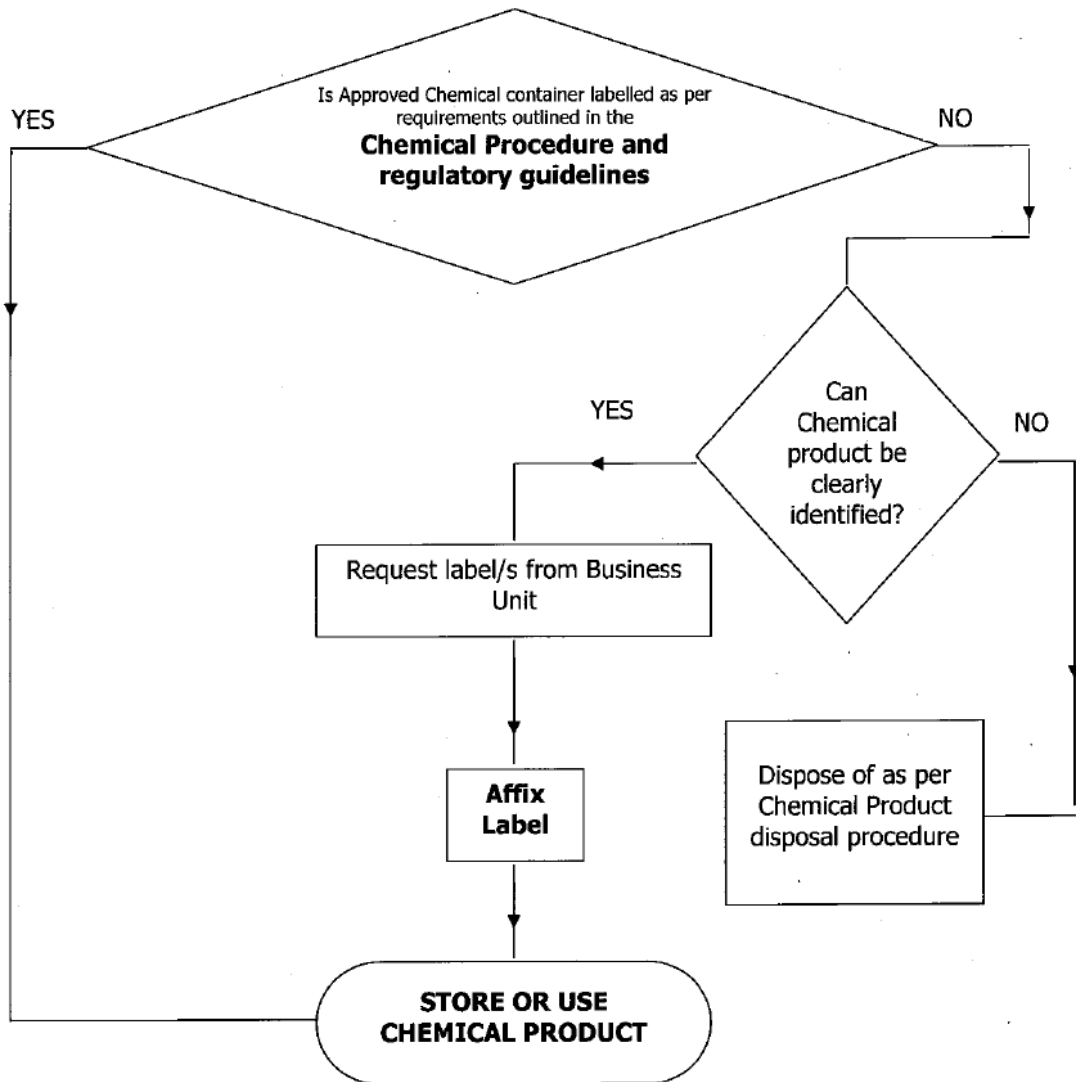 Is Approved Chemical container labelled as per
requirements outlined in the
Chemical Procedure and
regulatory guidelines
YES
NO
Can
Chemical
product be
clearly
identified?
YES
NO
Request label/s from Business
Unit
Affix
Label
Dispose of as per
Chemical Product
disposal procedure
STORE OR USE
CHEMICAL PRODUCT